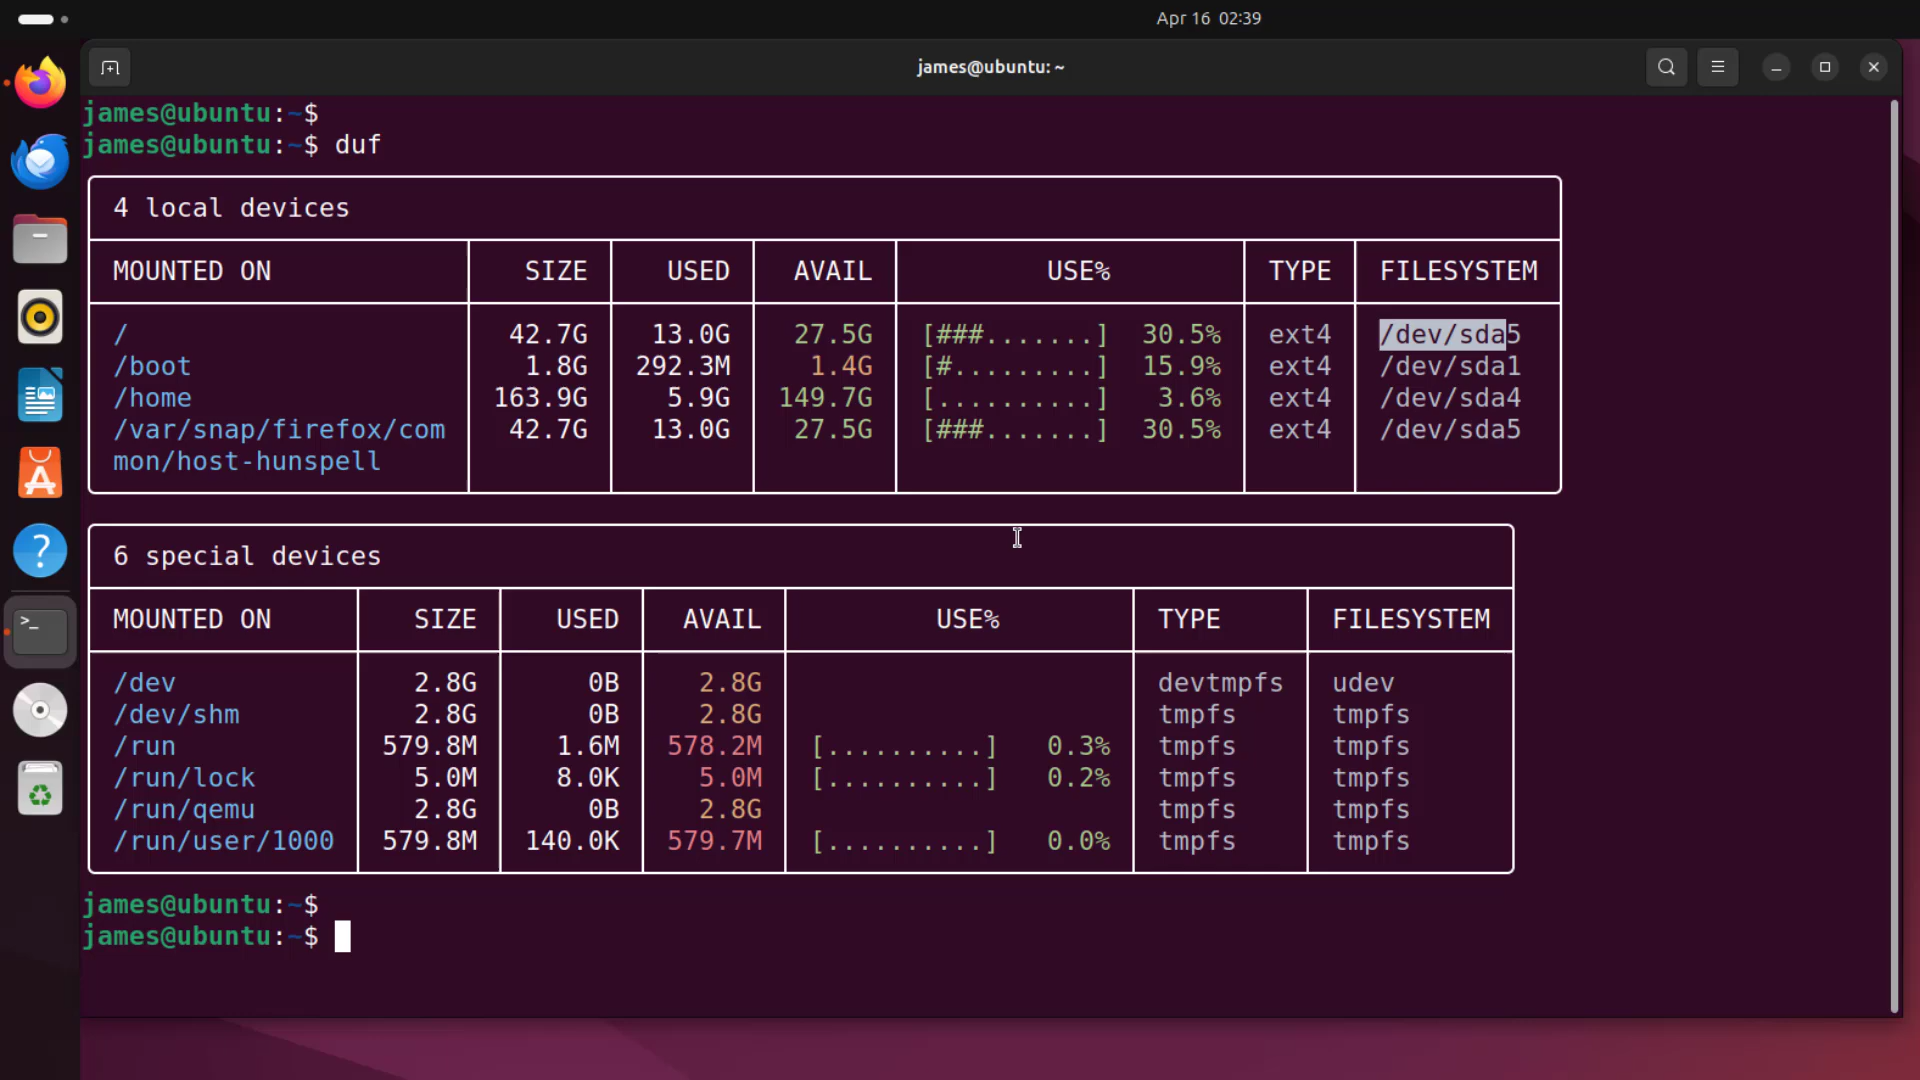 Apr 16 02:39
james@ubuntu: ~
james@ubuntu:~$
james@ubuntu:~$ duf
4 local devices
MOUNTED ON SIZE USED AVAIL USE% TYPE FILESYSTEM
/ 42.7G 13.0G 27.5G [###.......] 30.5% ext4 /dev/sda5
/boot 1.8G 292.3M 1.4G [#.........] 15.9% ext4 /dev/sda1
/home 163.9G 5.9G 149.7G [..........] 3.6% ext4 /dev/sda4
/var/snap/firefox/com 42.7G 13.0G 27.5G [###.......] 30.5% ext4 /dev/sda5
mon/host-hunspell
6 special devices
MOUNTED ON SIZE USED AVAIL USE% TYPE FILESYSTEM
/dev 2.8G 0B 2.8G devtmpfs udev
/dev/shm 2.8G 0B 2.8G tmpfs tmpfs
/run 579.8M 1.6M 578.2M [..........] 0.3% tmpfs tmpfs
/run/lock 5.0M 8.0K 5.0M [..........] 0.2% tmpfs tmpfs
/run/qemu 2.8G 0B 2.8G tmpfs tmpfs
/run/user/1000 579.8M 140.0K 579.7M [..........] 0.0% tmpfs tmpfs
james@ubuntu:~$
james@ubuntu:~$